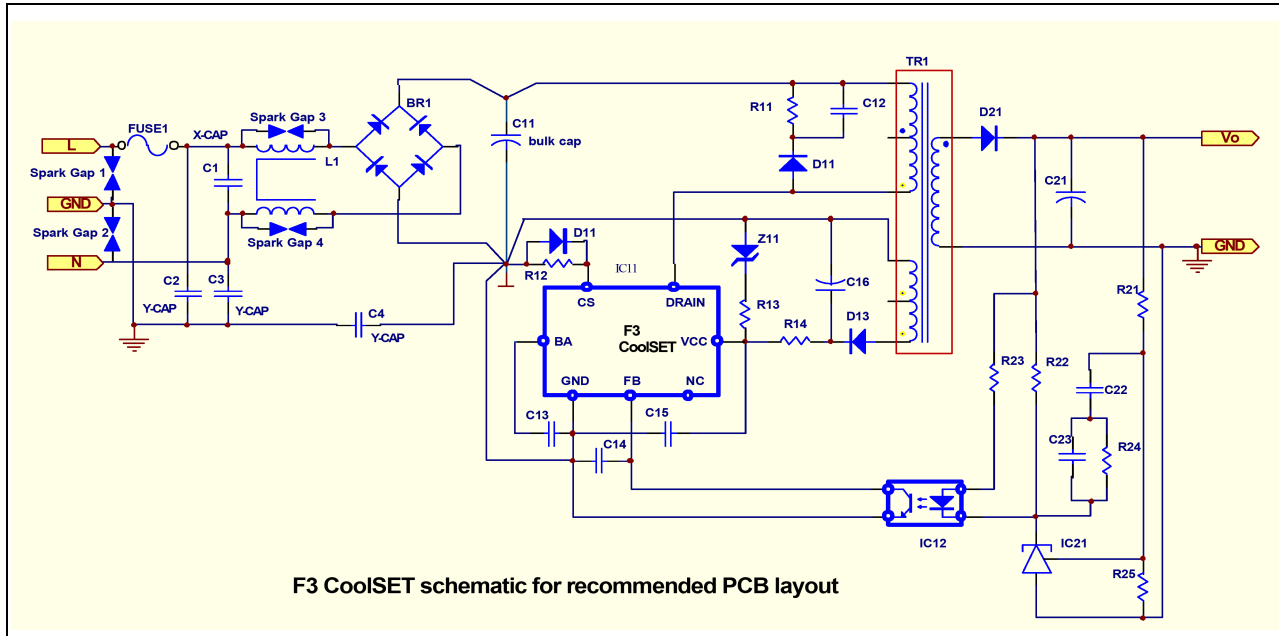 TR1
BR1
C11
bulk cap
R11
C12
D21
Spark Gap 3
FUSE1
X-CAP
L
L1
C1
Vo
D11
Spark Gap 1
C21
GND
Spark Gap 2
Spark Gap 4
D11
Z11
GND
N
R12
IC11
C2
C3
C16
CS
DRAIN
R21
Y-CAP
Y-CAP
R13
C4
Y-CAP
F3
CoolSET
BA
VCC
R14
D13
R23
R22
GND
FB
NC
C22
C13
C15
C14
C23
R24
IC12
IC21
R25
F3 CoolSET schematic for recommended PCB layout